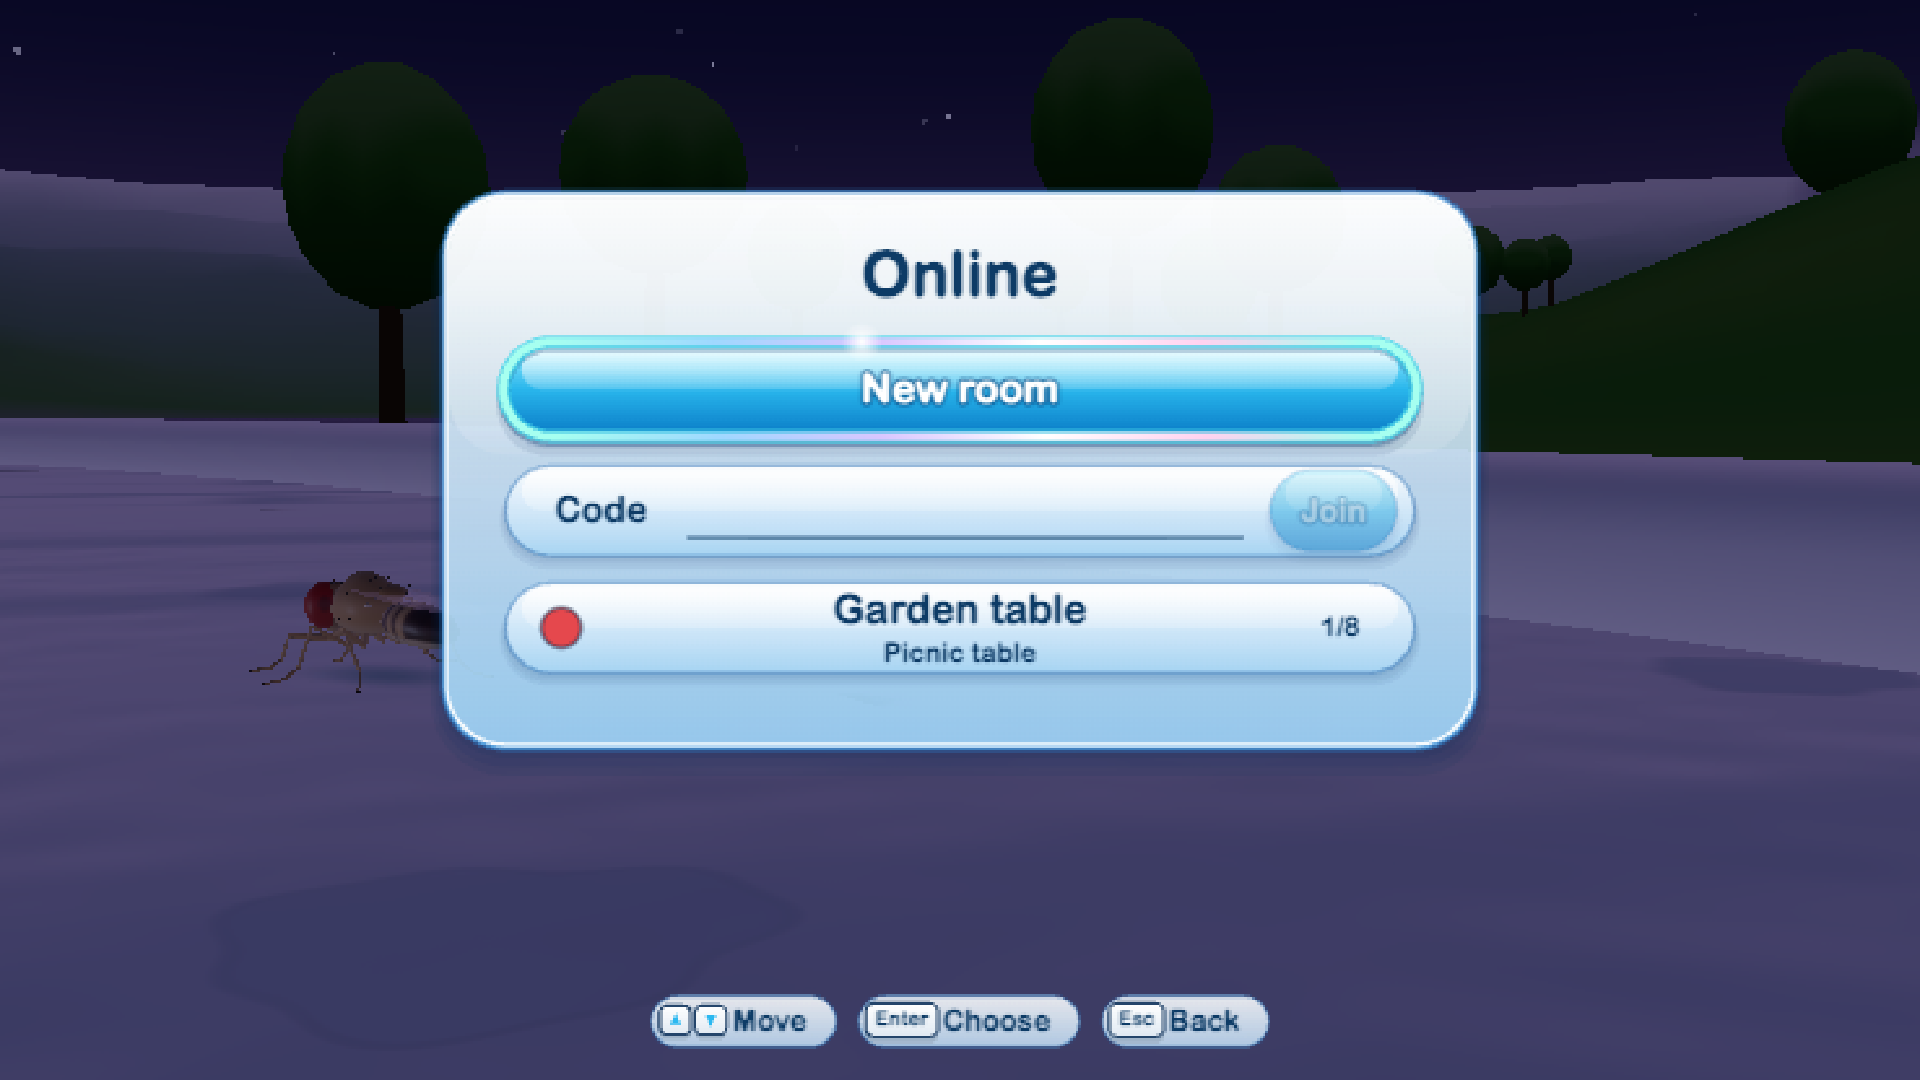 Online
New room
Code
Join
Garden table
Picnic table
1/8
Move
Enter Choose
Esc Back